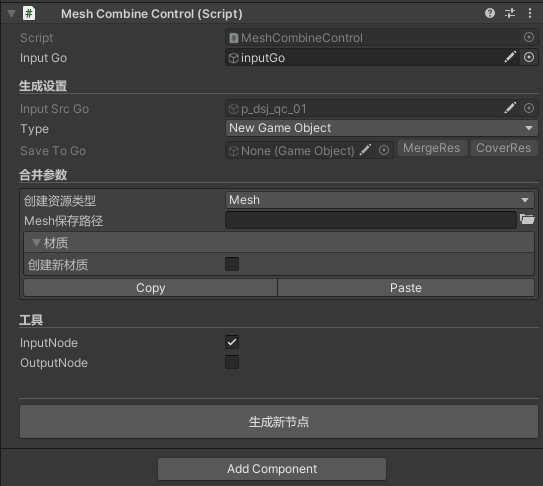 Mesh Combine Control (Script)
Script MeshCombineControl
Input Go inputGo
生成设置
Input Src Go p_dsj_qc_01
Type New Game Object
Save To Go None (Game Object) MergeRes CoverRes
合并参数
创建资源类型 Mesh
Mesh保存路径
材质
创建新材质
Copy Paste
工具
InputNode
OutputNode
生成新节点
Add Component